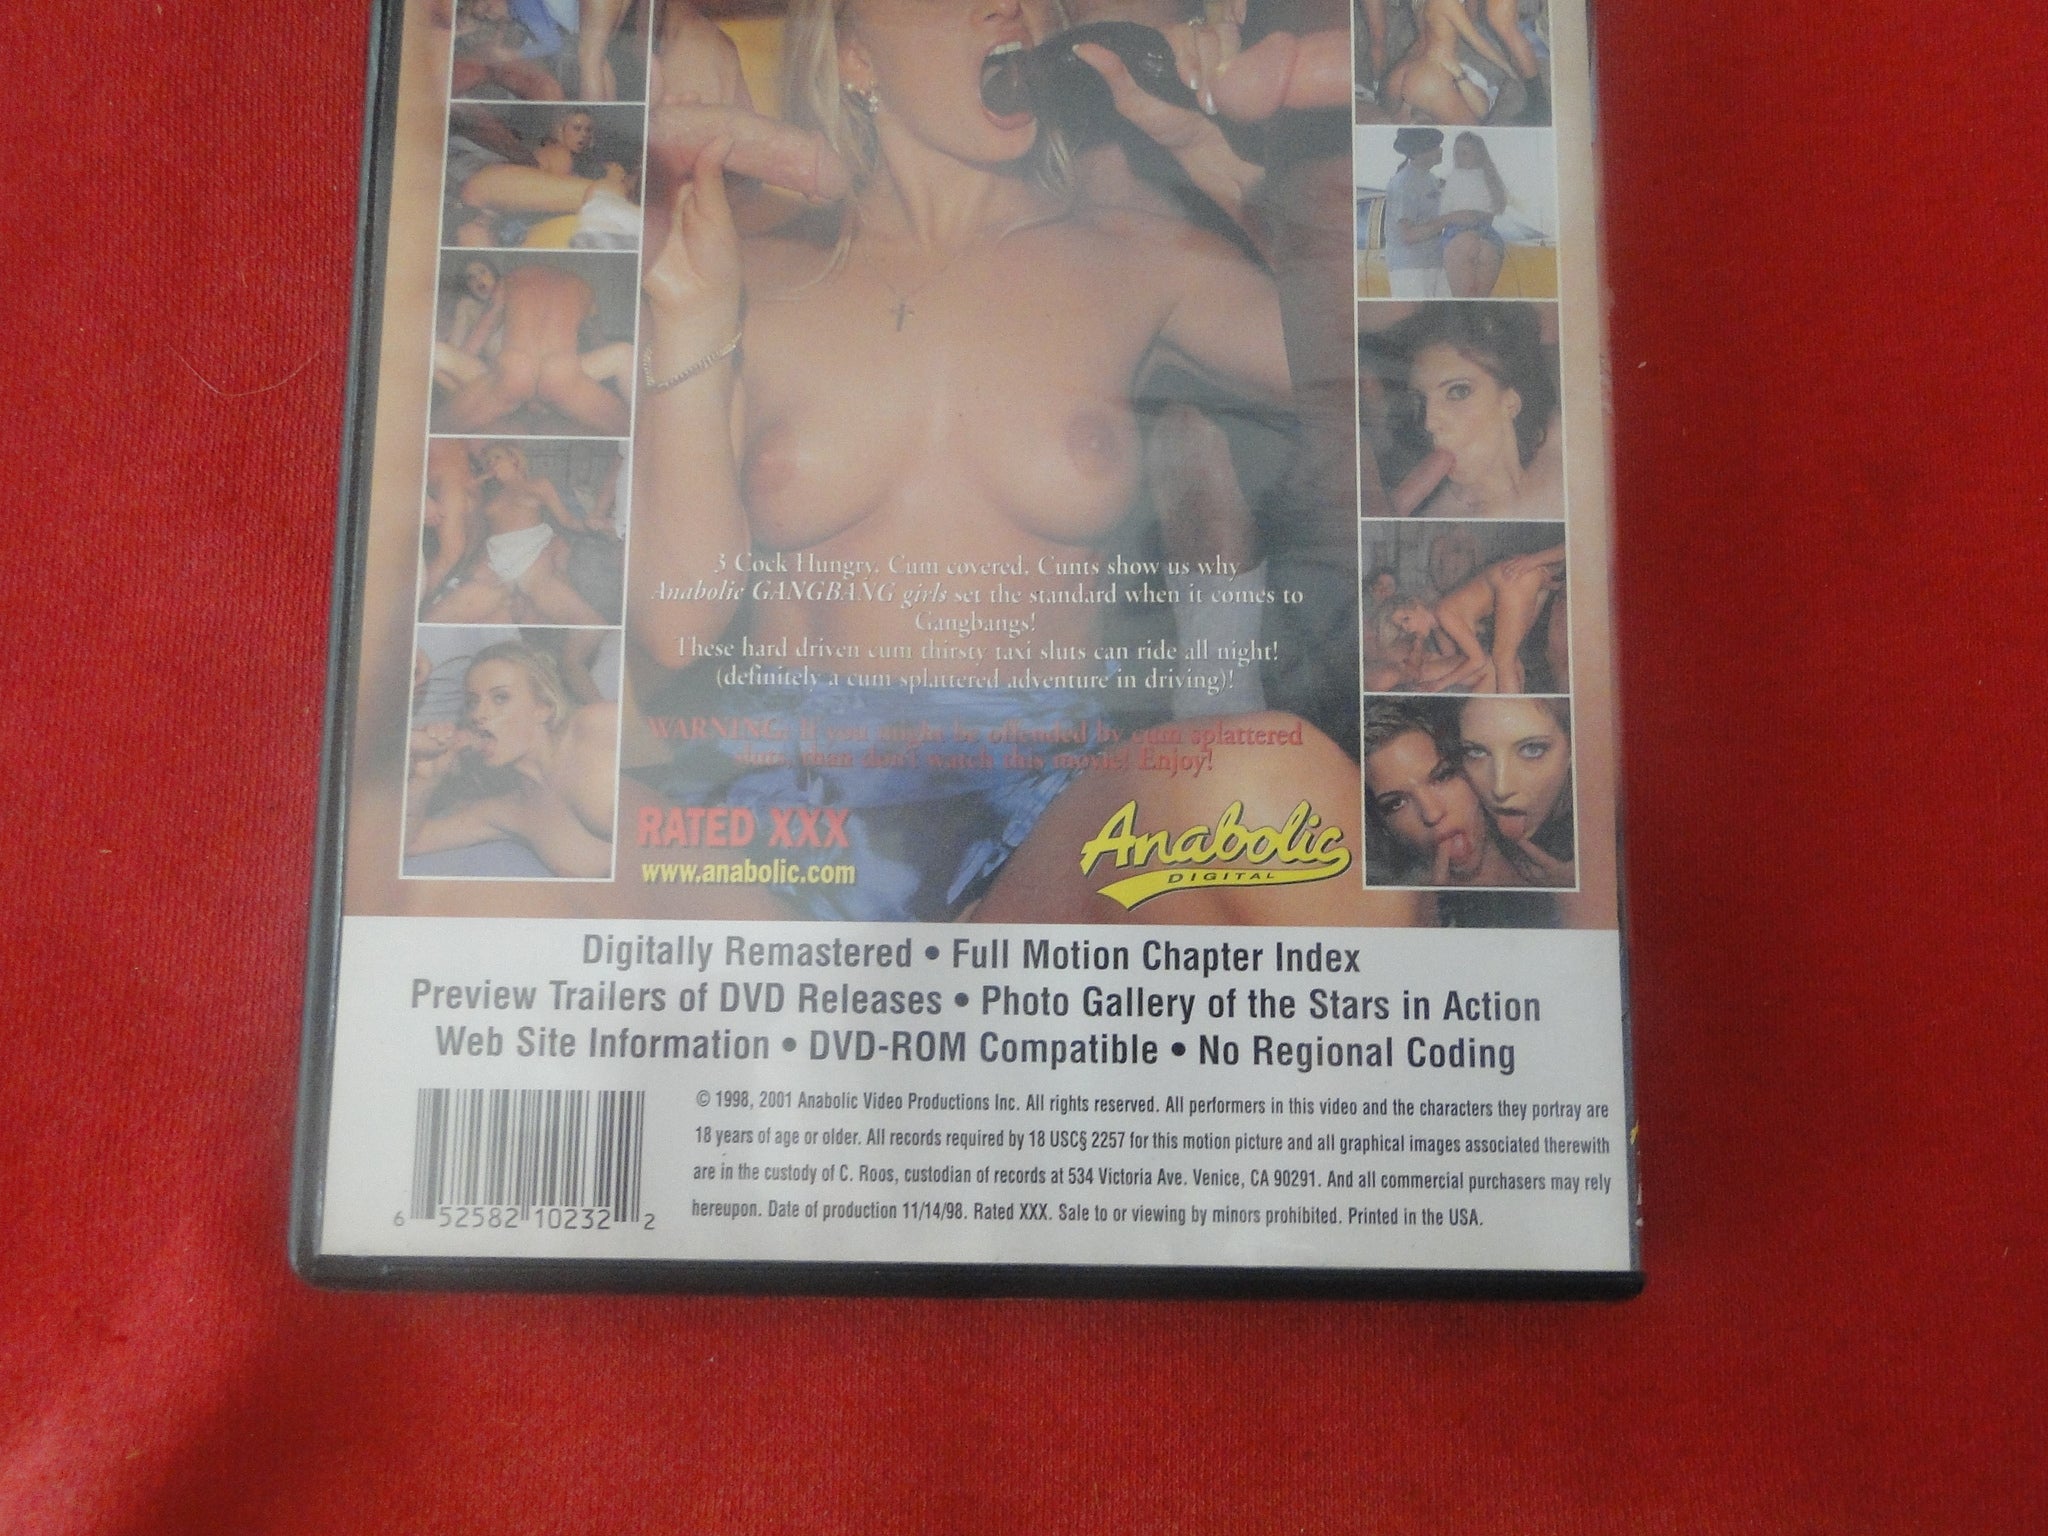 3 Cock Hungry, Cum covered, Cunts show us why
Anabolic GANGBANG girls set the standard when it comes to
Gangbangs!
These hard driven cum thirsty taxi sluts can ride all night!
(definitely a cum splattered adventure in driving)!
WARNING: If you might be offended by cum splattered
sluts, than don't watch this movie! Enjoy!
RATED XXX
www.anabolic.com
Anabolic
DIGITAL
Digitally Remastered • Full Motion Chapter Index
Preview Trailers of DVD Releases • Photo Gallery of the Stars in Action
Web Site Information • DVD-ROM Compatible • No Regional Coding
© 1998, 2001 Anabolic Video Productions Inc. All rights reserved. All performers in this video and the characters they portray are
18 years of age or older. All records required by 18 USC§ 2257 for this motion picture and all graphical images associated therewith
are in the custody of C. Roos, custodian of records at 534 Victoria Ave. Venice, CA 90291. And all commercial purchasers may rely
hereupon. Date of production 11/14/98. Rated XXX. Sale to or viewing by minors prohibited. Printed in the USA.
6 52582 10232 2